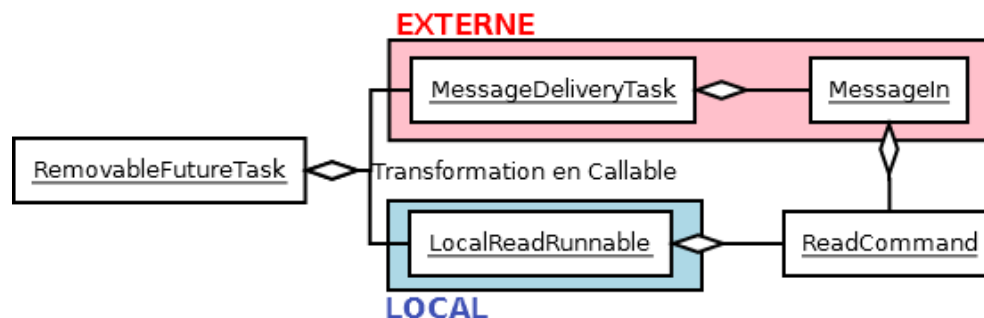 EXTERNE
MessageDeliveryTask
MessageIn
RemovableFutureTask
Transformation en Callable
LocalReadRunnable
ReadCommand
LOCAL